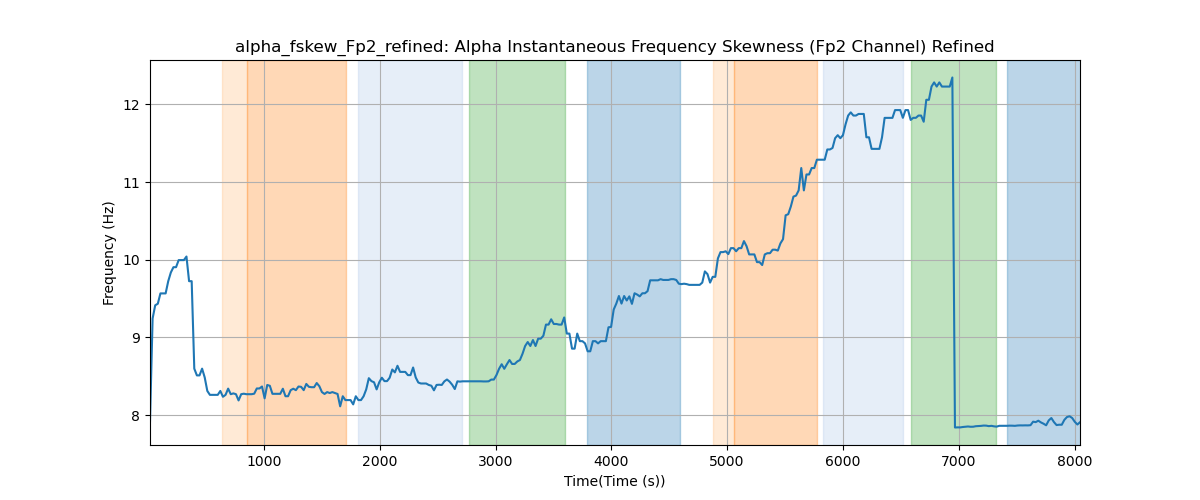 alpha_fskew_Fp2_refined: Alpha Instantaneous Frequency Skewness (Fp2 Channel) Refined
Frequency (Hz)
12
11
10
9
8
1000 2000 3000 4000 5000 6000 7000 8000
Time(Time (s))